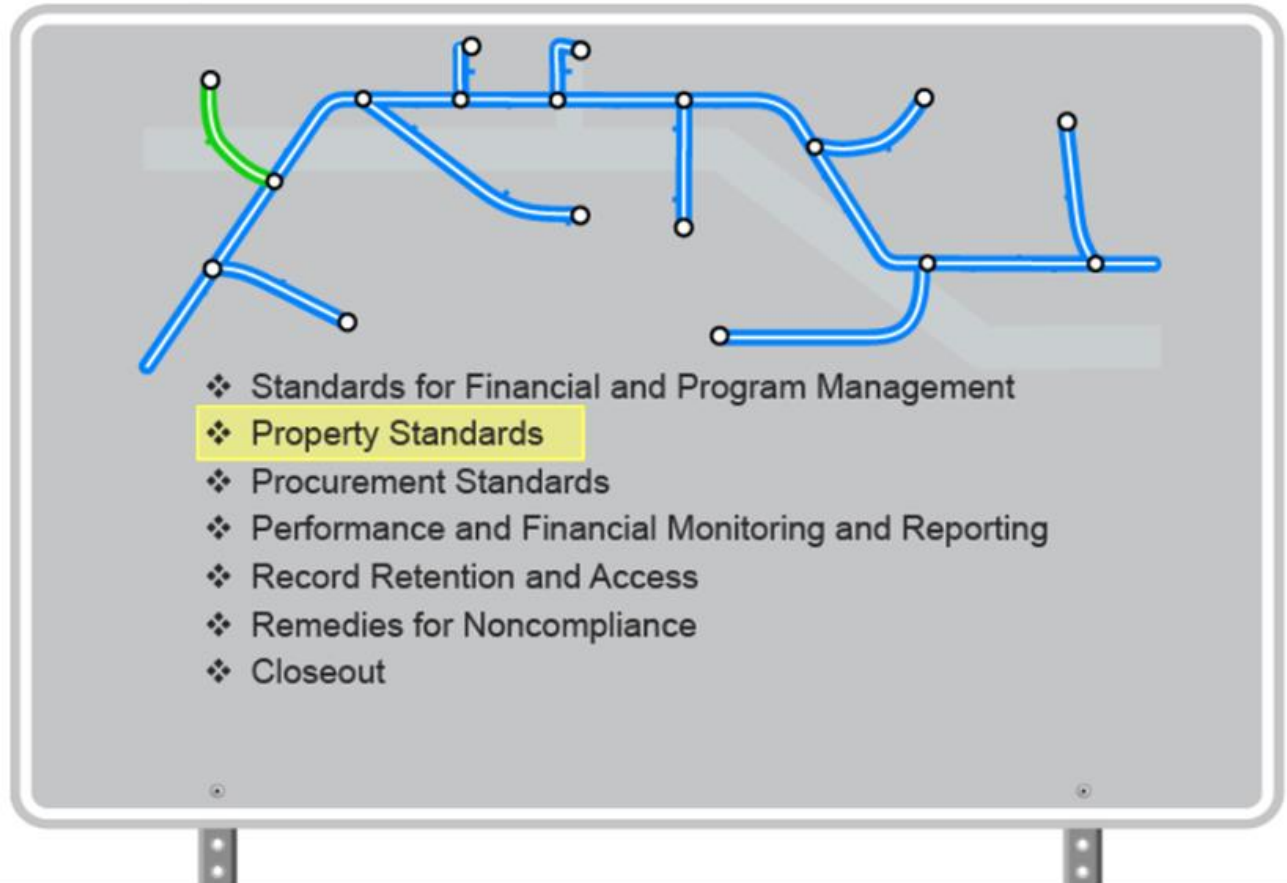 ❖ Standards for Financial and Program Management
❖ Property Standards
❖ Procurement Standards
❖ Performance and Financial Monitoring and Reporting
❖ Record Retention and Access
❖ Remedies for Noncompliance
❖ Closeout